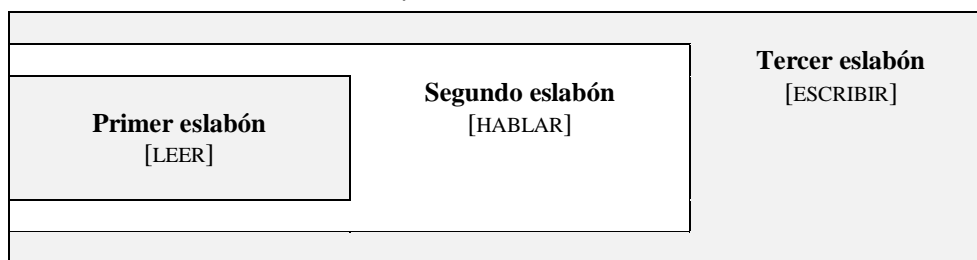 Primer eslabón
[LEER]
Segundo eslabón
[HABLAR]
Tercer eslabón
[ESCRIBIR]